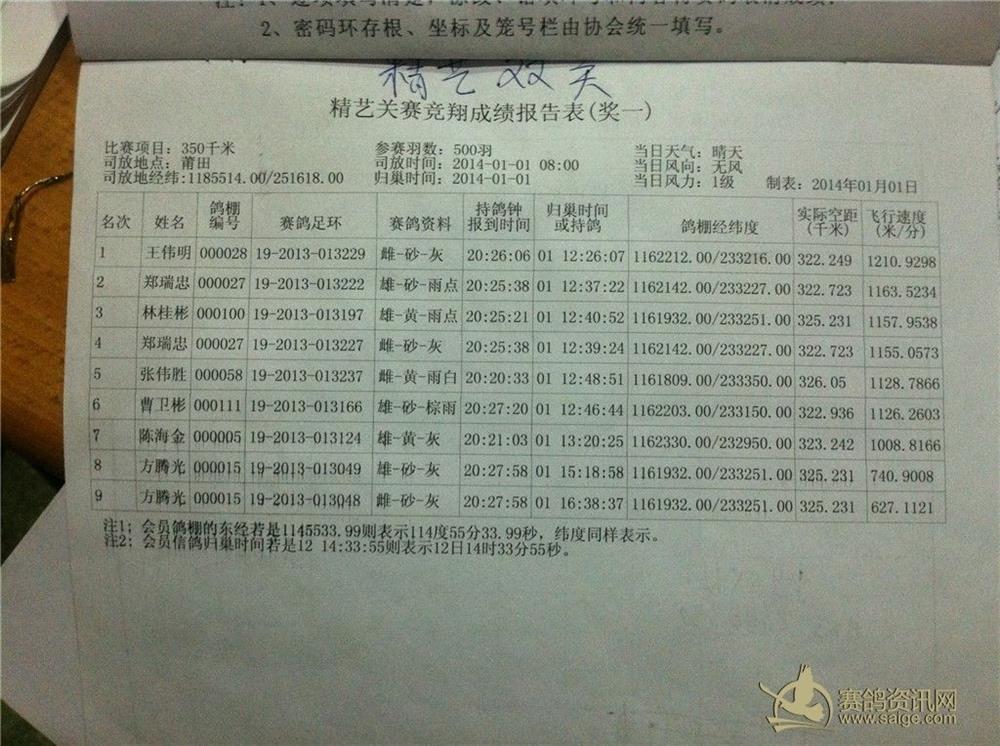 2、密码环存根、坐标及笼号栏由协会统一填写。
精艺双关
精艺关赛竞翔成绩报告表(奖一)
比赛项目: 350千米 参赛羽数: 500羽 当日天气: 晴天
司放地点: 莆田 司放时间: 2014-01-01 08:00 当日风向: 无风
司放地经纬:1185514.00/251618.00 归巢时间: 2014-01-01 当日风力: 1级 制表: 2014年01月01日
名次 姓名 鸽棚编号 赛鸽足环 赛鸽资料 持鸽钟报到时间 归巢时间或持鸽 鸽棚经纬度 实际空距(千米) 飞行速度(米/分)
1 王伟明 000028 19-2013-013229 雌-砂-灰 20:26:06 01 12:26:07 1162212.00/233216.00 322.249 1210.9298
2 郑瑞忠 000027 19-2013-013222 雄-砂-雨点 20:25:38 01 12:37:22 1162142.00/233227.00 322.723 1163.5234
3 林桂彬 000100 19-2013-013197 雄-黄-雨点 20:25:21 01 12:40:52 1161932.00/233251.00 325.231 1157.9538
4 郑瑞忠 000027 19-2013-013227 雌-砂-灰 20:25:38 01 12:39:24 1162142.00/233227.00 322.723 1155.0573
5 张伟胜 000058 19-2013-013237 雌-黄-雨白 20:20:33 01 12:48:51 1161809.00/233350.00 326.05 1128.7866
6 曹卫彬 000111 19-2013-013166 雄-砂-棕雨 20:27:20 01 12:46:44 1162203.00/233150.00 322.936 1126.2603
7 陈海金 000005 19-2013-013124 雄-黄-灰 20:21:03 01 13:20:25 1162330.00/232950.00 323.242 1008.8166
8 方腾光 000015 19-2013-013049 雄-砂-灰 20:27:58 01 15:18:58 1161932.00/233251.00 325.231 740.9008
9 方腾光 000015 19-2013-013048 雌-砂-灰 20:27:58 01 16:38:37 1161932.00/233251.00 325.231 627.1121
注1; 会员鸽棚的东经若是1145533.99则表示114度55分33.99秒，纬度同样表示。
注2; 会员信鸽归巢时间若是12 14:33:55则表示12日14时33分55秒。
赛鸽资讯网
www.saige.com